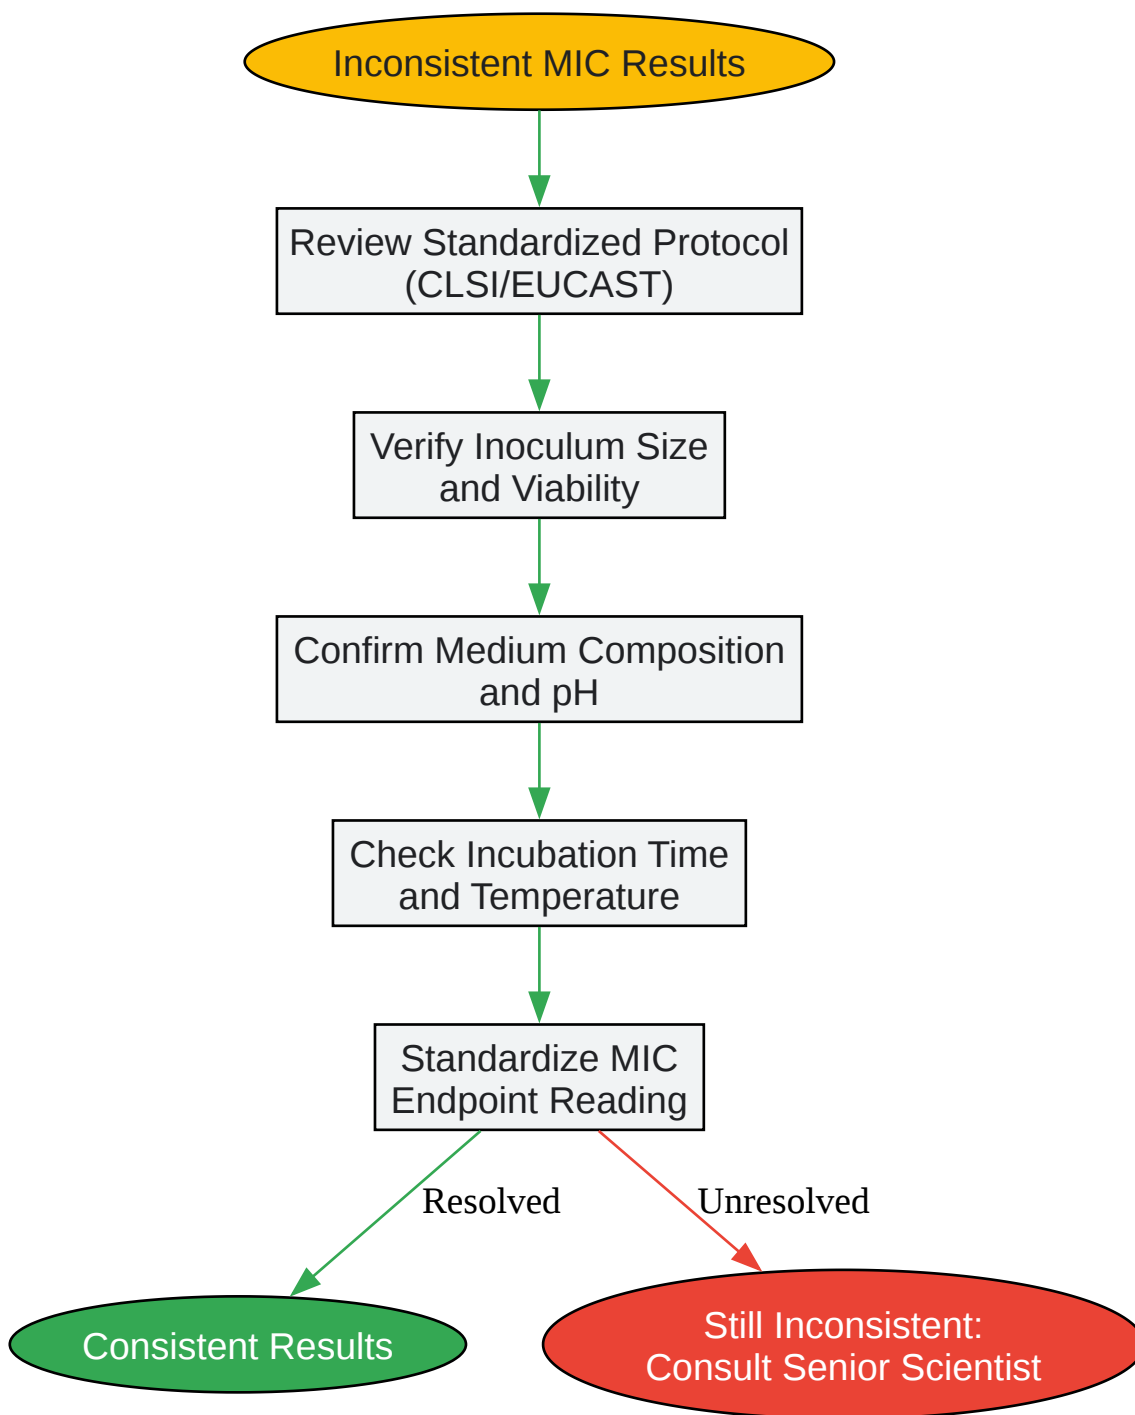 Inconsistent MIC Results
Review Standardized Protocol
(CLSI/EUCAST)
Verify Inoculum Size
and Viability
Confirm Medium Composition
and pH
Check Incubation Time
and Temperature
Standardize MIC
Endpoint Reading
Resolved
Unresolved
Consistent Results
Still Inconsistent:
Consult Senior Scientist